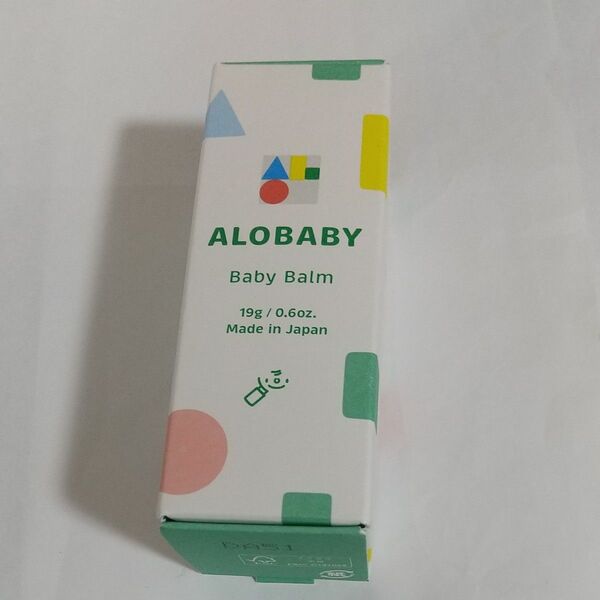 ALOBABY
Baby Balm
19g / 0.6oz.
Made in Japan